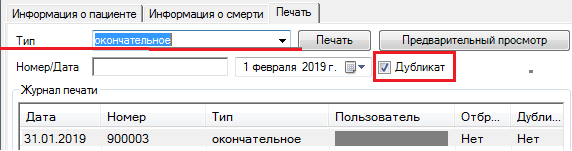 Информация о пациенте Информация о смерти Печать
Тип окончательное Печать Предварительный просмотр
Номер/Дата 1 февраля 2019 г. Дубликат
Журнал печати
Дата Номер Тип Пользователь Отбр... Дубли...
31.01.2019 900003 окончательное Нет Нет